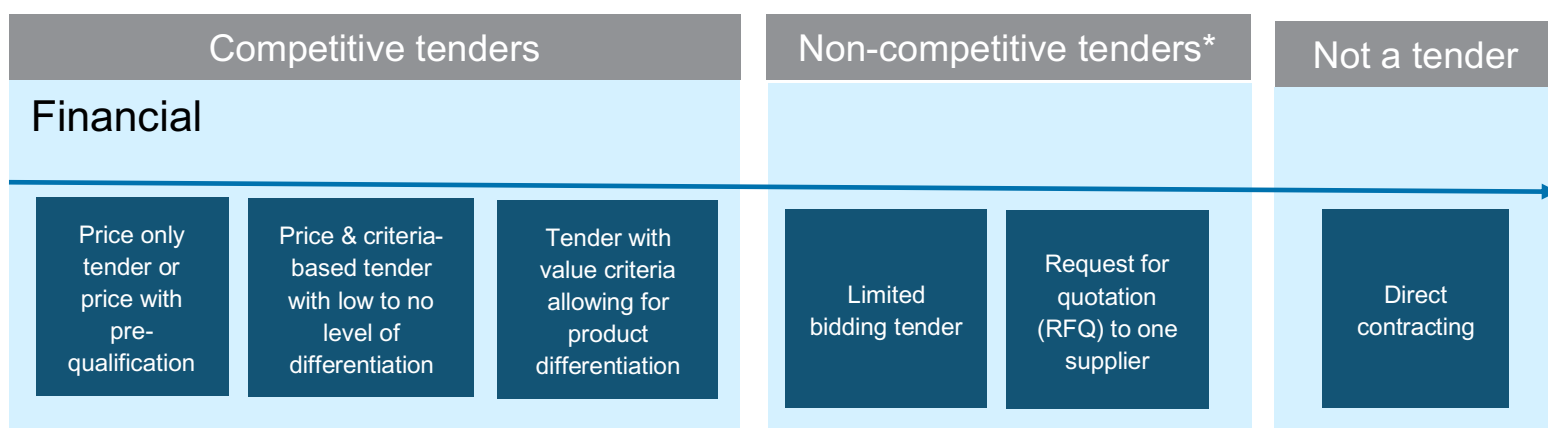 Competitive tenders
Non-competitive tenders*
Not a tender
Financial
Price only
tender or
price with
pre-
qualification
Price & criteria-
based tender
with low to no
level of
differentiation
Tender with
value criteria
allowing for
product
differentiation
Limited
bidding tender
Request for
quotation
(RFQ) to one
supplier
Direct
contracting